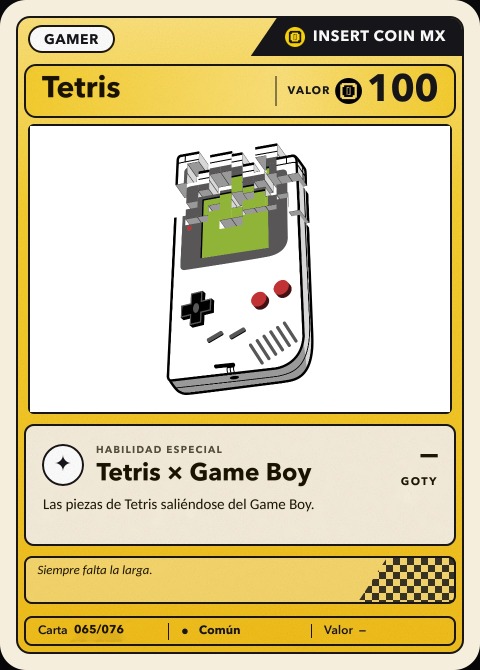 GAMER
INSERT COIN MX
Tetris
VALOR 100
HABILIDAD ESPECIAL
Tetris × Game Boy
—
GOTY
Las piezas de Tetris saliéndose del Game Boy.
Siempre falta la larga.
Carta 065/076 • Común Valor –